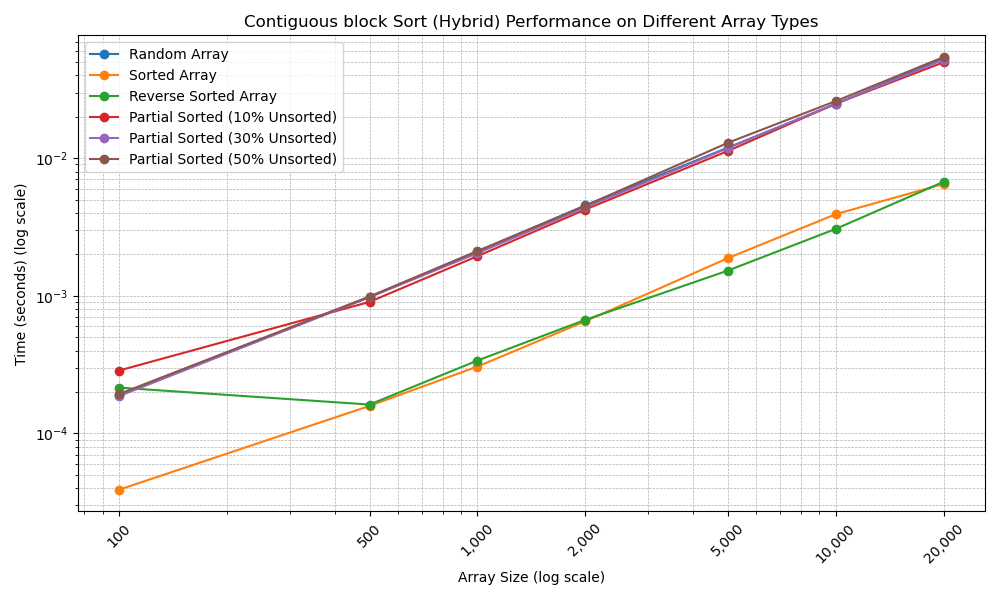 Contiguous block Sort (Hybrid) Performance on Different Array Types
Random Array
Sorted Array
Reverse Sorted Array
Partial Sorted (10% Unsorted)
Partial Sorted (30% Unsorted)
Partial Sorted (50% Unsorted)
Time (seconds) (log scale)
10⁻²
10⁻³
10⁻⁴
100
500
1,000
2,000
5,000
10,000
20,000
Array Size (log scale)